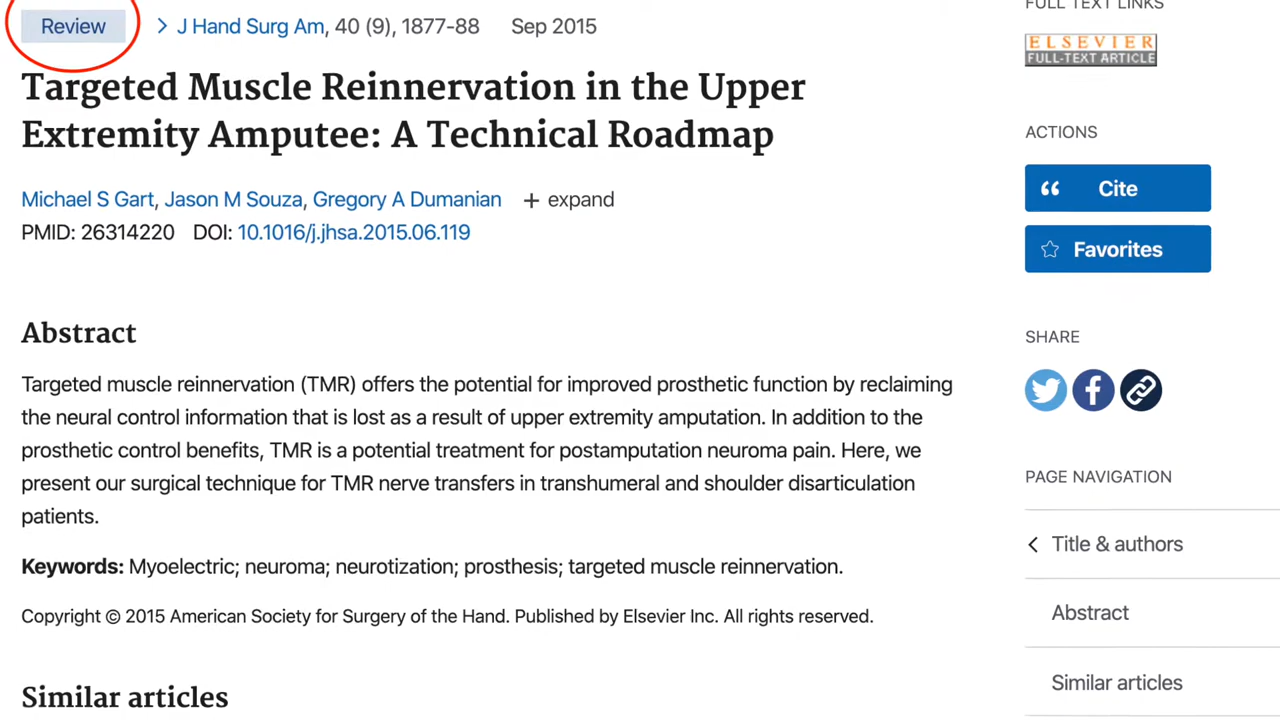 Review > J Hand Surg Am, 40 (9), 1877-88 Sep 2015
Targeted Muscle Reinnervation in the Upper
Extremity Amputee: A Technical Roadmap
Michael S Gart, Jason M Souza, Gregory A Dumanian + expand
PMID: 26314220 DOI: 10.1016/j.jhsa.2015.06.119
Abstract
Targeted muscle reinnervation (TMR) offers the potential for improved prosthetic function by reclaiming
the neural control information that is lost as a result of upper extremity amputation. In addition to the
prosthetic control benefits, TMR is a potential treatment for postamputation neuroma pain. Here, we
present our surgical technique for TMR nerve transfers in transhumeral and shoulder disarticulation
patients.
Keywords: Myoelectric; neuroma; neurotization; prosthesis; targeted muscle reinnervation.
Copyright © 2015 American Society for Surgery of the Hand. Published by Elsevier Inc. All rights reserved.
Similar articles
FULL TEXT LINKS
ELSEVIER
FULL-TEXT ARTICLE
ACTIONS
Cite
Favorites
SHARE
PAGE NAVIGATION
Title & authors
Abstract
Similar articles